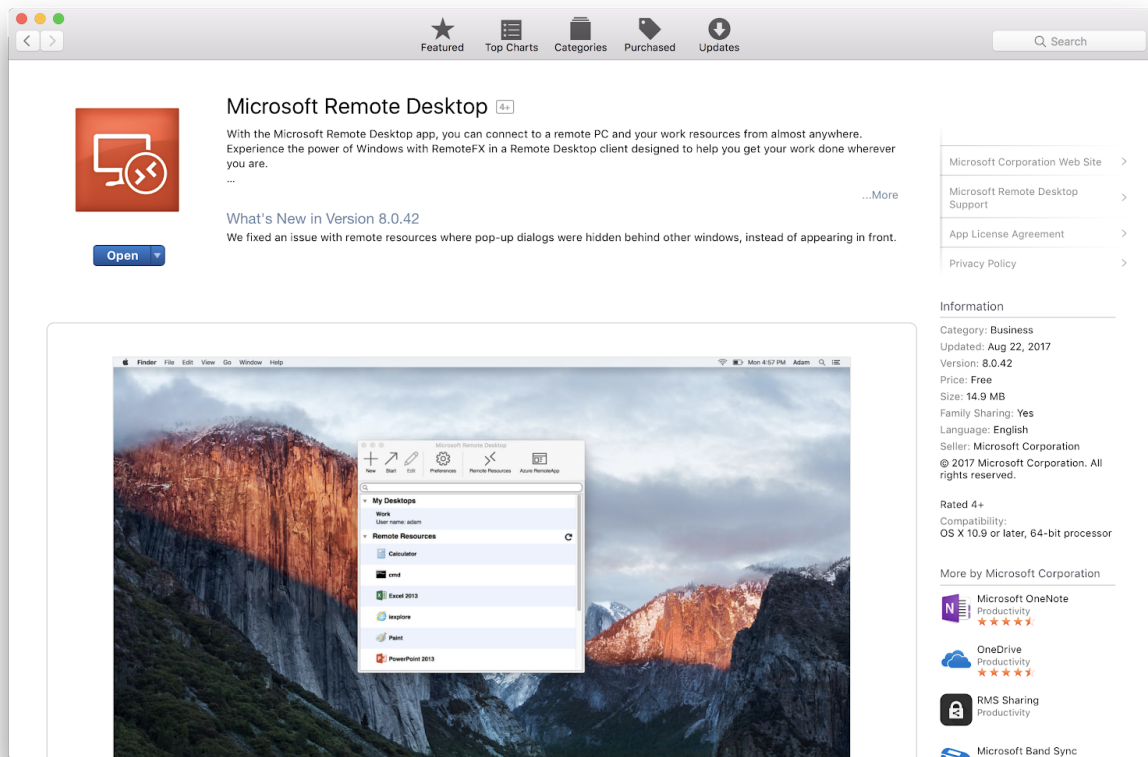 Featured
Top Charts
Categories
Purchased
Updates
Search
Microsoft Remote Desktop 4+
With the Microsoft Remote Desktop app, you can connect to a remote PC and your work resources from almost anywhere.
Experience the power of Windows with RemoteFX in a Remote Desktop client designed to help you get your work done wherever
you are.
...
...More
What's New in Version 8.0.42
We fixed an issue with remote resources where pop-up dialogs were hidden behind other windows, instead of appearing in front.
Open
Microsoft Corporation Web Site
Microsoft Remote Desktop
Support
App License Agreement
Privacy Policy
Information
Category: Business
Updated: Aug 22, 2017
Version: 8.0.42
Price: Free
Size: 14.9 MB
Family Sharing: Yes
Language: English
Seller: Microsoft Corporation
© 2017 Microsoft Corporation. All
rights reserved.
Rated 4+
Compatibility:
OS X 10.9 or later, 64-bit processor
More by Microsoft Corporation
Microsoft OneNote
Productivity
OneDrive
Productivity
RMS Sharing
Productivity
Microsoft Band Sync
Finder File Edit View Go Window Help
Mon 4:57 PM Adam
Microsoft Remote Desktop
New Start Edit Preferences Remote Resources Azure RemoteApp
My Desktops
Work
User name: adam
Remote Resources
Calculator
cmd
Excel 2013
iexplore
Paint
PowerPoint 2013